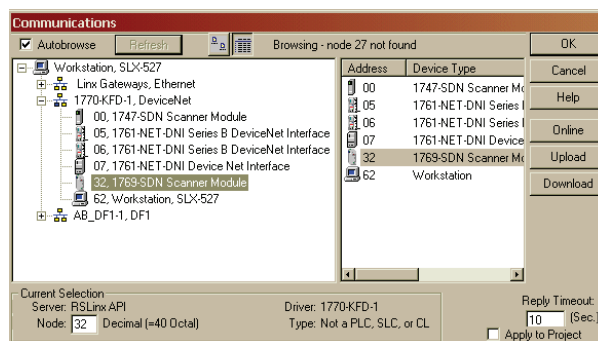 Communications
Autobrowse
Refresh
Browsing - node 27 not found
OK
Cancel
Help
Online
Upload
Download
Workstation, SLX-527
Linx Gateways, Ethernet
1770-KFD-1, DeviceNet
00, 1747-SDN Scanner Module
05, 1761-NET-DNI Series B DeviceNet Interface
06, 1761-NET-DNI Series B DeviceNet Interface
07, 1761-NET-DNI Device Net Interface
32, 1769-SDN Scanner Module
62, Workstation, SLX-527
AB_DF1-1, DF1
Address Device Type
00 1747-SDN Scanner Mo
05 1761-NET-DNI Series
06 1761-NET-DNI Series
07 1761-NET-DNI Device
32 1769-SDN Scanner Mo
62 Workstation
Current Selection
Server: RSLinx API
Driver: 1770-KFD-1
Node: 32 Decimal (=40 Octal)
Type: Not a PLC, SLC, or CL
Reply Timeout:
10 (Sec.)
Apply to Project